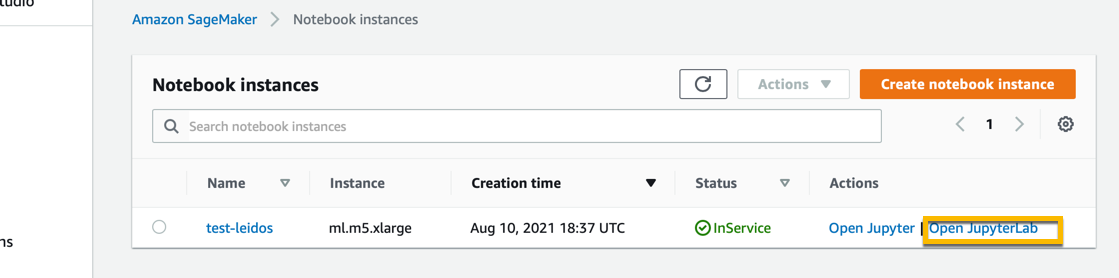 tudio
Amazon SageMaker > Notebook instances
Notebook instances
Actions
Create notebook instance
Search notebook instances
1
Name Instance Creation time Status Actions
test-leidos ml.m5.xlarge Aug 10, 2021 18:37 UTC InService Open Jupyter | Open JupyterLab
ns